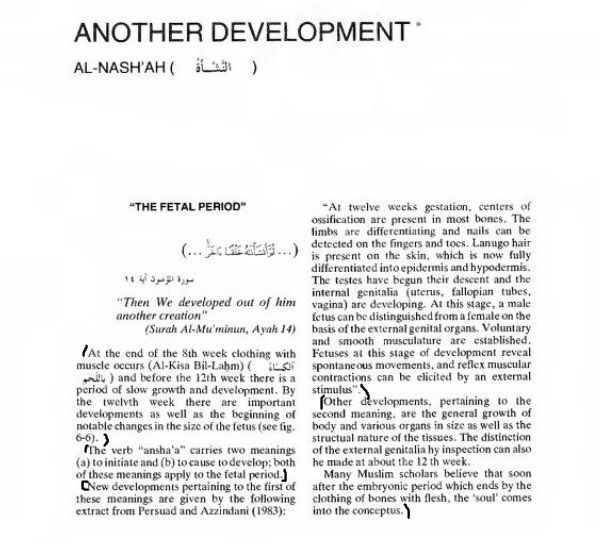 ANOTHER DEVELOPMENT *
AL-NASH'AH ( النَّشْأَةُ )
"THE FETAL PERIOD"
(... ثُمَّ أَنشَأْنَاهُ خَلْقًا ءَاخَرَ ...)
سورة المؤمنون آية ١٤
"Then We developed out of him
another creation"
(Surah Al-Mu'minun, Ayah 14)
At the end of the 8th week clothing with
muscle occurs (Al-Kisa Bil-Laḥm) ( الكساء
باللحم ) and before the 12th week there is a
period of slow growth and development. By
the twelvth week there are important
developments as well as the beginning of
notable changes in the size of the fetus (see fig.
6-6).
The verb "ansha'a" carries two meanings
(a) to initiate and (b) to cause to develop; both
of these meanings apply to the fetal period.
New developments pertaining to the first of
these meanings are given by the following
extract from Persuad and Azzindani (1983):
"At twelve weeks gestation, centers of
ossification are present in most bones. The
limbs are differentiating and nails can be
detected on the fingers and toes. Lanugo hair
is present on the skin, which is now fully
differentiated into epidermis and hypodermis.
The testes have begun their descent and the
internal genitalia (uterus, fallopian tubes,
vagina) are developing. At this stage, a male
fetus can be distinguished from a female on the
basis of the external genital organs. Voluntary
and smooth musculature are established.
Fetuses at this stage of development reveal
spontaneous movements, and reflex muscular
contractions can be elicited by an external
stimulus".
Other developments, pertaining to the
second meaning, are the general growth of
body and various organs in size as well as the
structual nature of the tissues. The distinction
of the external genitalia hy inspection can also
he made at about the 12 th week.
Many Muslim scholars believe that soon
after the embryonic period which ends by the
clothing of bones with flesh, the 'soul' comes
into the conceptus.